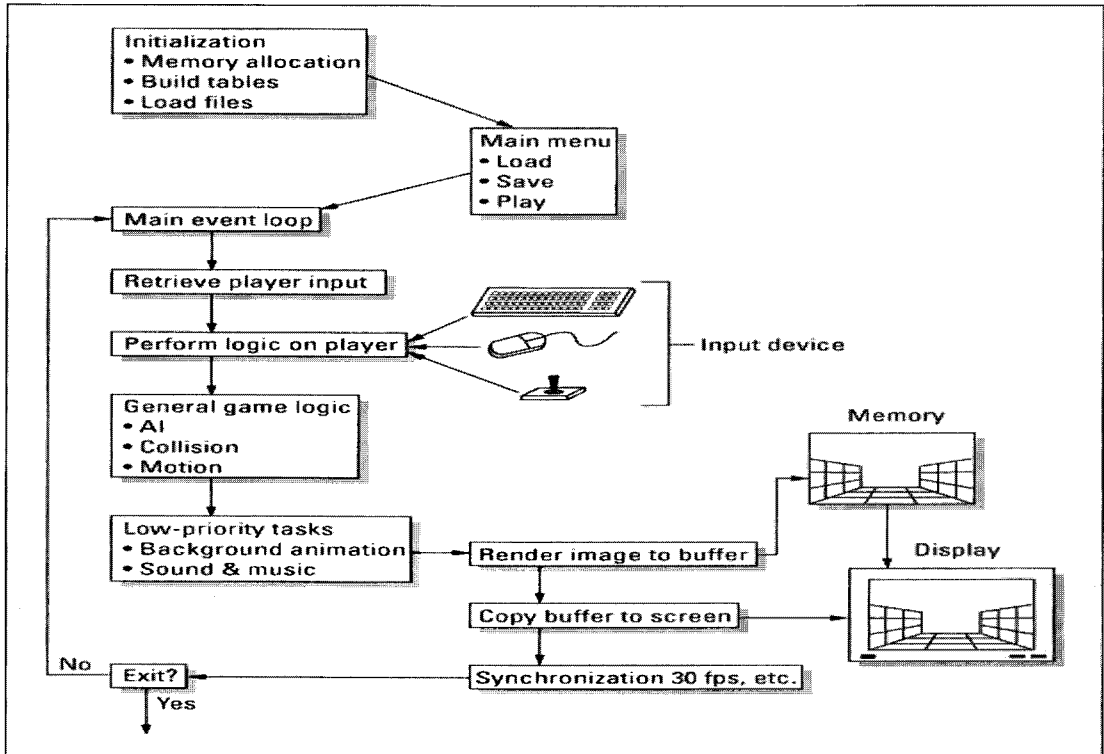 Initialization
• Memory allocation
• Build tables
• Load files
Main menu
• Load
• Save
• Play
Main event loop
Retrieve player input
Perform logic on player
Input device
General game logic
• AI
• Collision
• Motion
Memory
Low-priority tasks
• Background animation
• Sound & music
Render image to buffer
Display
Copy buffer to screen
Synchronization 30 fps, etc.
No
Exit?
Yes